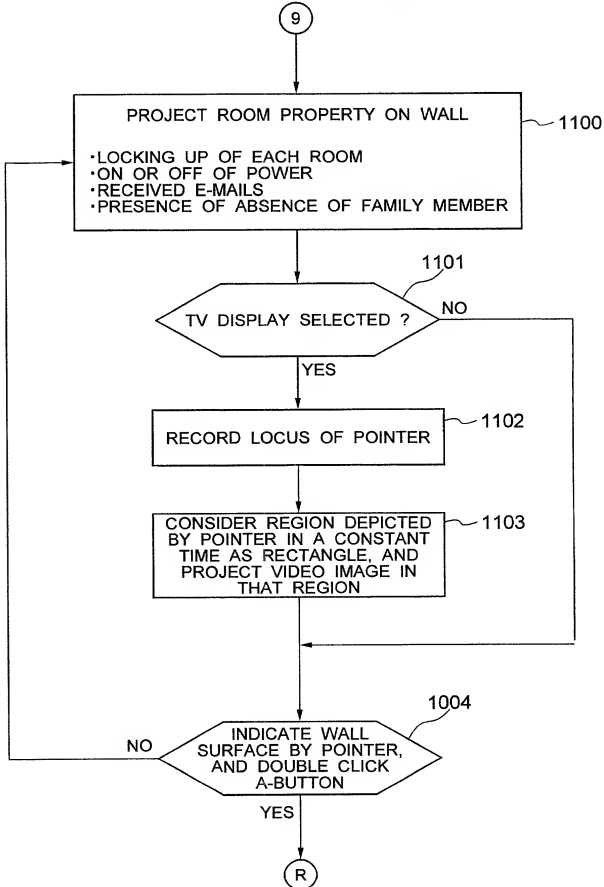 9
PROJECT ROOM PROPERTY ON WALL
1100
・LOCKING UP OF EACH ROOM
・ON OR OFF OF POWER
・RECEIVED E-MAILS
・PRESENCE OF ABSENCE OF FAMILY MEMBER
1101
TV DISPLAY SELECTED ?
NO
YES
RECORD LOCUS OF POINTER
1102
CONSIDER REGION DEPICTED
BY POINTER IN A CONSTANT
TIME AS RECTANGLE, AND
PROJECT VIDEO IMAGE IN
THAT REGION
1103
1004
INDICATE WALL
SURFACE BY POINTER,
AND DOUBLE CLICK
A-BUTTON
NO
YES
R